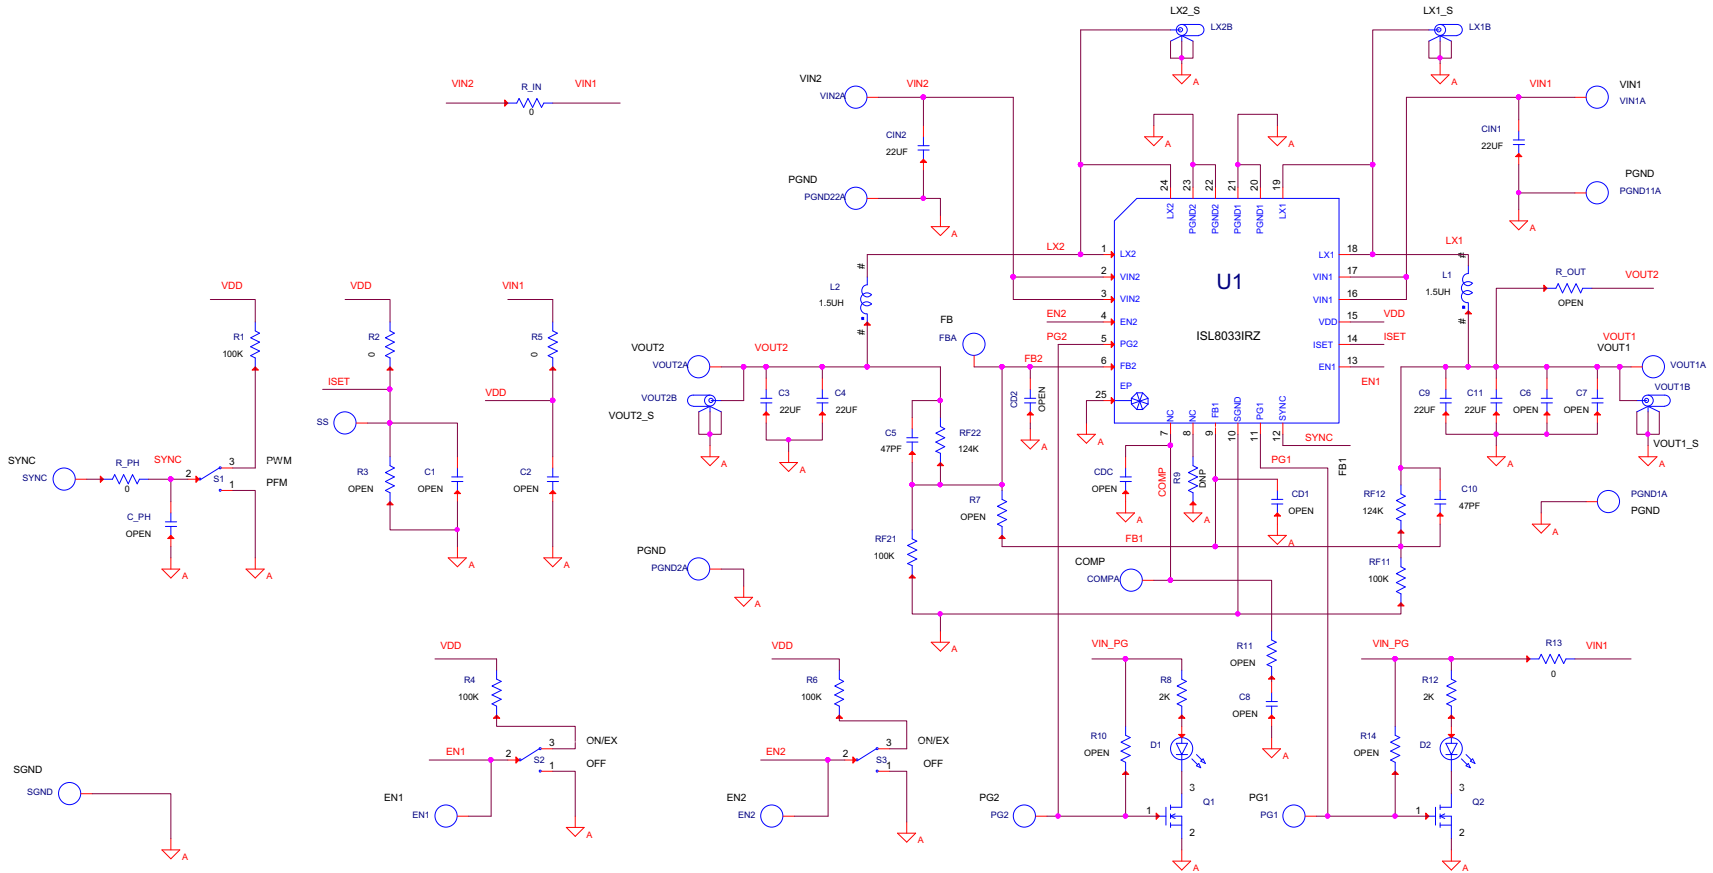 LX2_S
LX2B
LX1_S
LX1B
A
A
VIN2
R_IN
VIN1
0
VIN2
VIN2A
VIN2
CIN2
22UF
PGND
PGND22A
A
A
A
VIN1
VIN1
VIN1A
CIN1
22UF
PGND
PGND11A
A
24
23
22
21
20
19
LX2
PGND2
PGND2
PGND1
PGND1
LX1
LX2
1
LX2
2
VIN2
3
VIN2
EN2
4
EN2
PG2
5
PG2
FB2
6
FB2
EP
25
U1
ISL8033IRZ
LX1
18
LX1
VIN1
17
VIN1
16
VDD
15
VDD
ISET
14
ISET
EN1
13
EN1
NC
NC
FB1
SGND
PG1
SYNC
7
8
9
10
11
12
SYNC
PG1
FB1
#
L2
1.5UH
#
#
L1
1.5UH
#
R_OUT
OPEN
VOUT2
VOUT1
VOUT1
VOUT1A
VOUT1B
VOUT1_S
A
VDD
R1
100K
VDD
R2
0
ISET
SS
R3
OPEN
C1
OPEN
A
VIN1
R5
0
VDD
C2
OPEN
A
SYNC
SYNC
R_PH
0
SYNC
2
3
S1
1
PWM
PFM
C_PH
OPEN
A
A
VOUT2
VOUT2A
VOUT2
VOUT2B
VOUT2_S
A
C3
22UF
C4
22UF
A
FB
FBA
CD2
OPEN
A
A
C5
47PF
RF22
124K
R7
OPEN
RF21
100K
A
PGND
PGND2A
A
CDC
OPEN
A
COMP
R9
DNP
A
CD1
OPEN
A
FB1
COMP
COMPA
C9
22UF
C11
22UF
C6
OPEN
C7
OPEN
A
RF12
124K
C10
47PF
RF11
100K
PGND1A
PGND
A
VDD
R4
100K
EN1
2
3
S2
1
ON/EX
OFF
EN1
EN1
A
VDD
R6
100K
EN2
2
3
S3
1
ON/EX
OFF
EN2
EN2
A
SGND
SGND
A
VIN_PG
R8
2K
R10
OPEN
D1
3
Q1
1
2
PG2
PG2
A
R11
OPEN
C8
OPEN
A
VIN_PG
R13
0
VIN1
R12
2K
R14
OPEN
D2
3
Q2
1
2
PG1
PG1
A